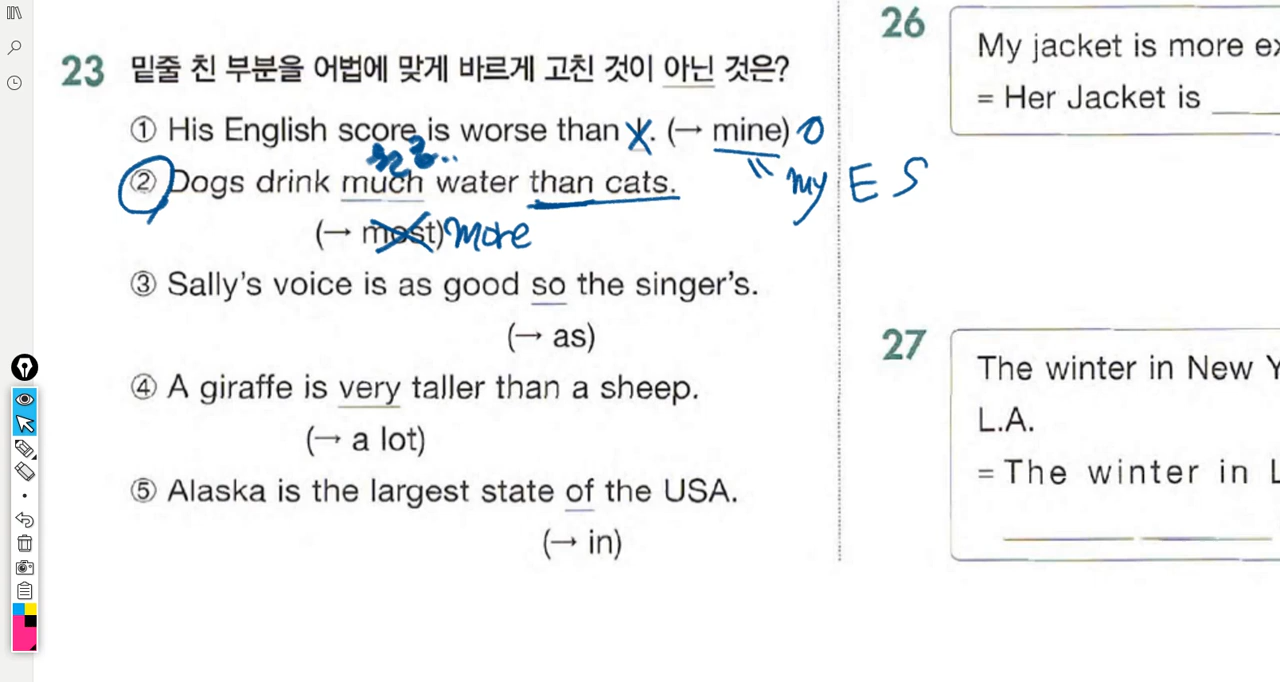 23 밑줄 친 부분을 어법에 맞게 바르게 고친 것이 아닌 것은?
① His English score is worse than I. (→ mine) O
② Dogs drink much water than cats.
" my E S
(→ most) more
③ Sally's voice is as good so the singer's.
(→ as)
④ A giraffe is very taller than a sheep.
(→ a lot)
⑤ Alaska is the largest state of the USA.
(→ in)
26
My jacket is more ex
= Her Jacket is
27
The winter in New Y
L.A.
= The winter in L